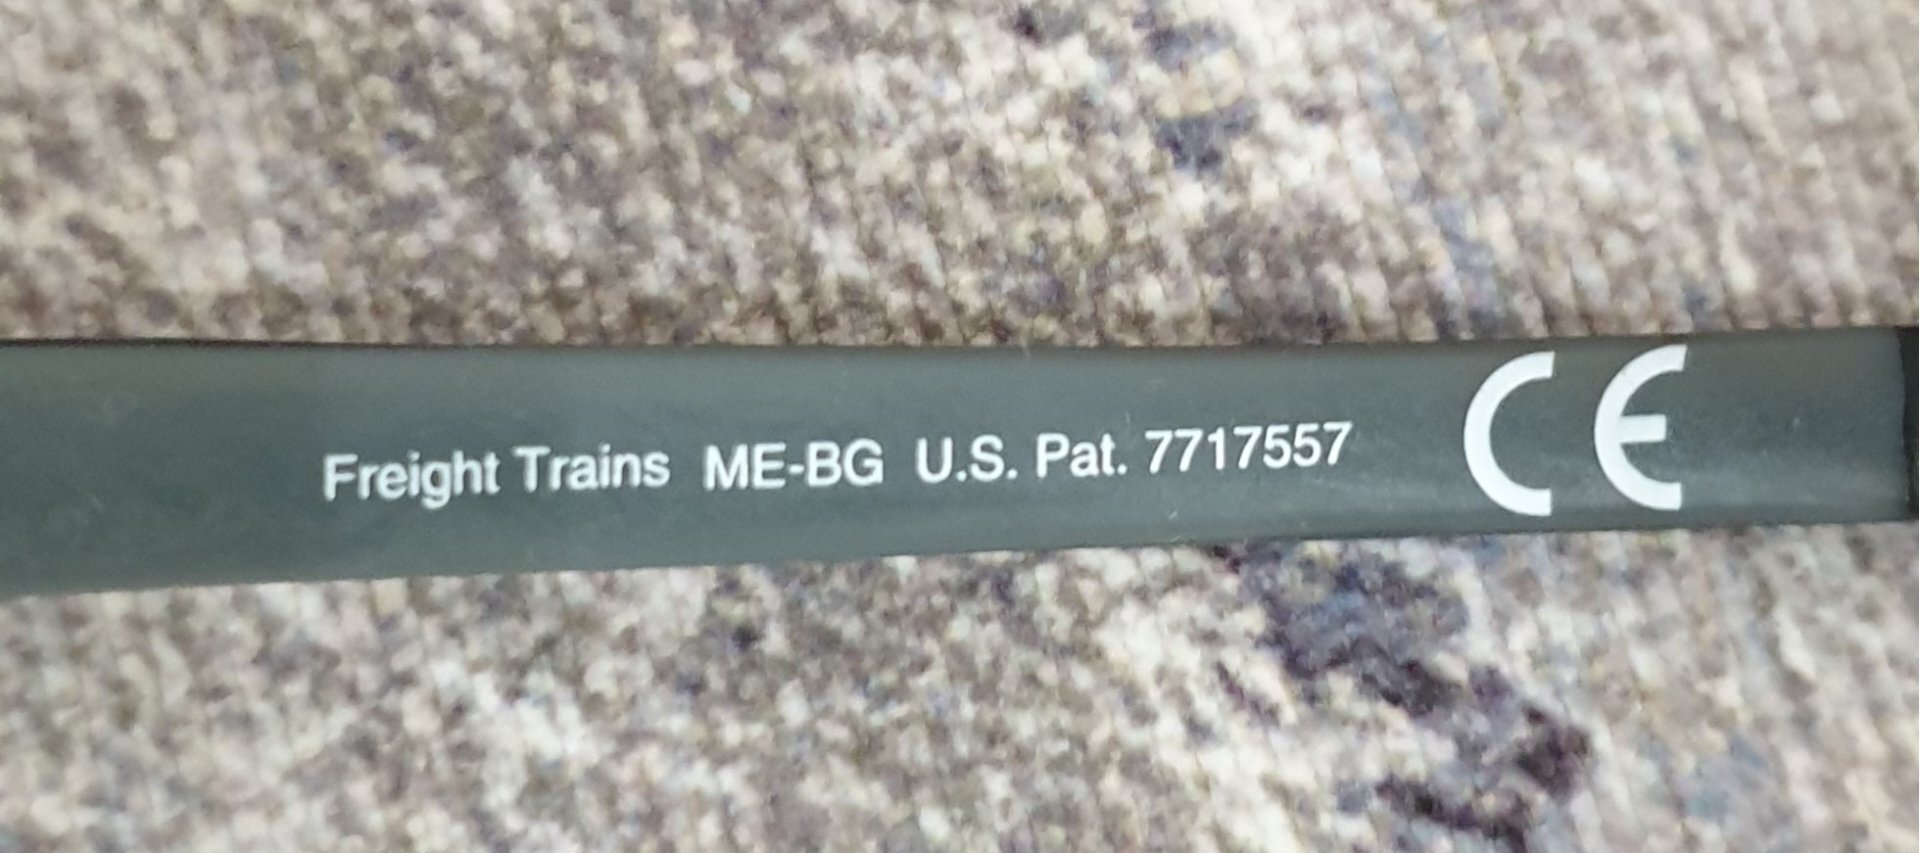 Freight Trains ME-BG U.S. Pat. 7717557 CE